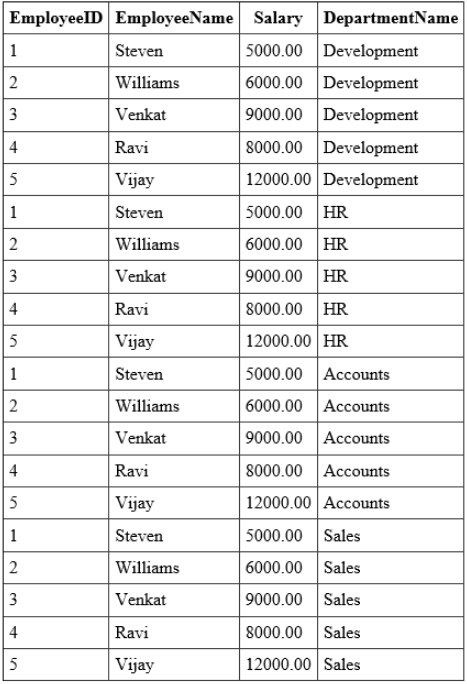 EmployeeID EmployeeName Salary DepartmentName
1 Steven 5000.00 Development
2 Williams 6000.00 Development
3 Venkat 9000.00 Development
4 Ravi 8000.00 Development
5 Vijay 12000.00 Development
1 Steven 5000.00 HR
2 Williams 6000.00 HR
3 Venkat 9000.00 HR
4 Ravi 8000.00 HR
5 Vijay 12000.00 HR
1 Steven 5000.00 Accounts
2 Williams 6000.00 Accounts
3 Venkat 9000.00 Accounts
4 Ravi 8000.00 Accounts
5 Vijay 12000.00 Accounts
1 Steven 5000.00 Sales
2 Williams 6000.00 Sales
3 Venkat 9000.00 Sales
4 Ravi 8000.00 Sales
5 Vijay 12000.00 Sales